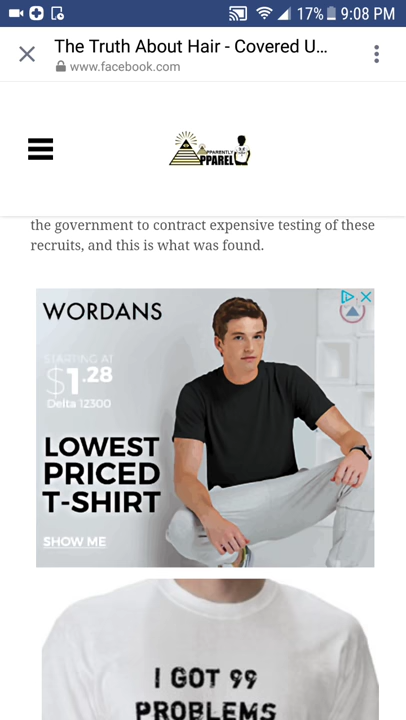 17% 9:08 PM
The Truth About Hair - Covered U...
www.facebook.com
APPARENTLY
APPAREL
the government to contract expensive testing of these
recruits, and this is what was found.
WORDANS
STARTING AT
$1.28
Delta 12300
LOWEST
PRICED
T-SHIRT
SHOW ME
I GOT 99
PROBLEMS